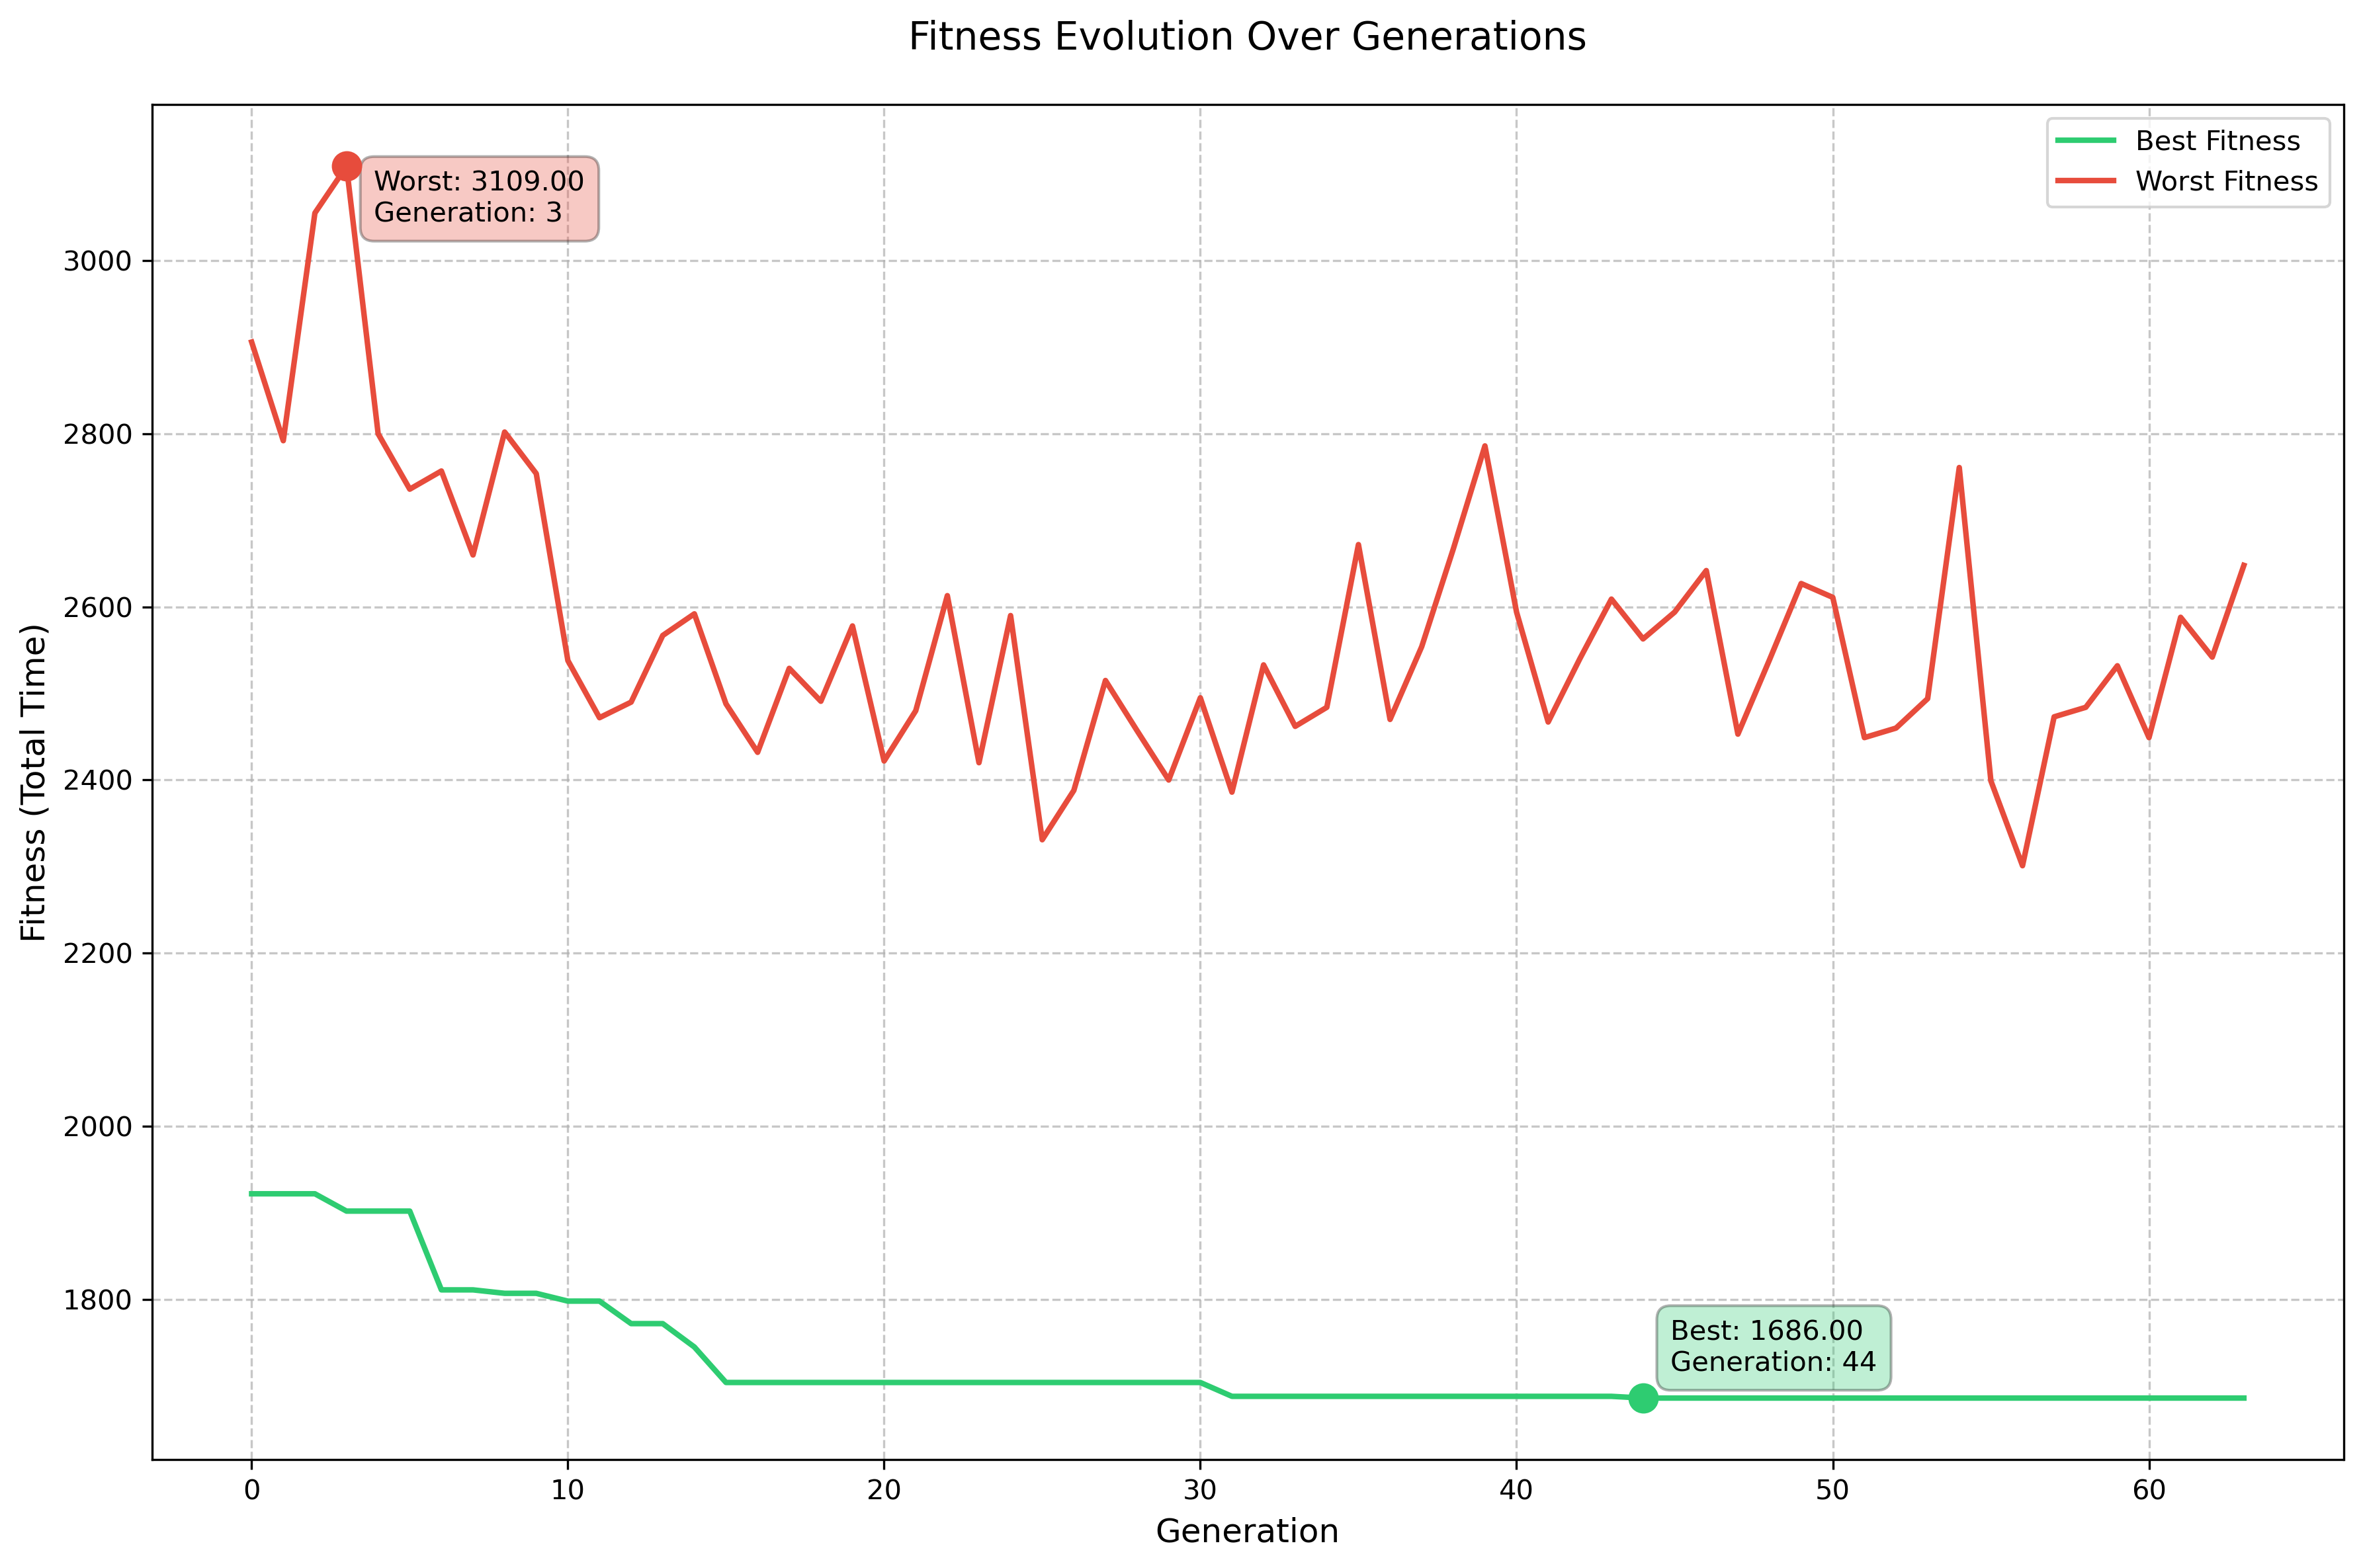 Fitness Evolution Over Generations
Best Fitness
Worst Fitness
Worst: 3109.00
Generation: 3
3000
2800
2600
2400
2200
2000
1800
Fitness (Total Time)
Best: 1686.00
Generation: 44
0 10 20 30 40 50 60
Generation